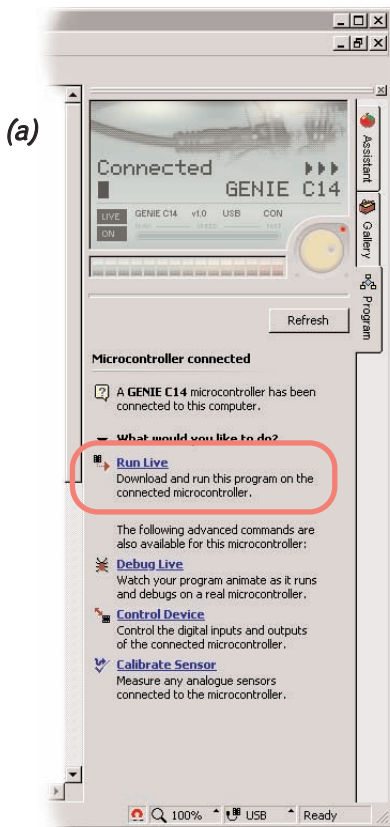 (a)
Connected
GENIE C14
LIVE GENIE C14 v1.0 USB CON
ON
Assistant
Gallery
Program
Refresh
Microcontroller connected
A GENIE C14 microcontroller has been
connected to this computer.
What would you like to do?
Run Live
Download and run this program on the
connected microcontroller.
The following advanced commands are
also available for this microcontroller:
Debug Live
Watch your program animate as it runs
and debugs on a real microcontroller.
Control Device
Control the digital inputs and outputs
of the connected microcontroller.
Calibrate Sensor
Measure any analogue sensors
connected to the microcontroller.
100% USB Ready